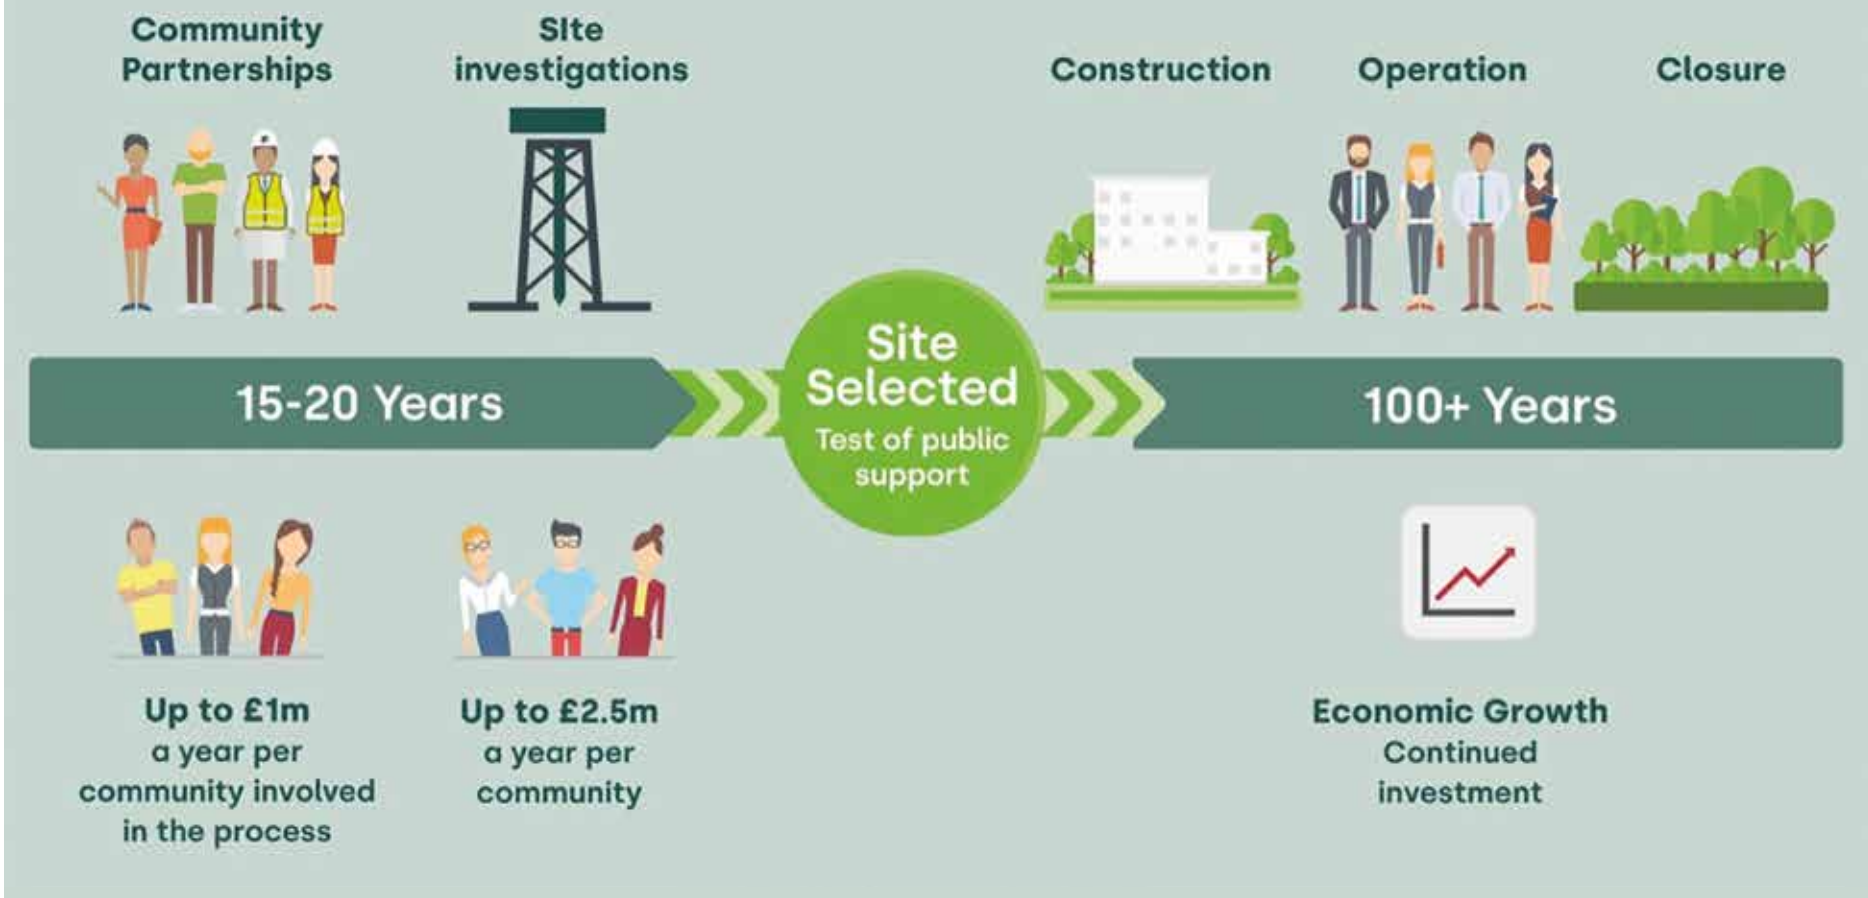 Community
Partnerships
SIte
investigations
Construction
Operation
Closure
15-20 Years
Site
Selected
Test of public
support
100+ Years
Up to £1m
a year per
community involved
in the process
Up to £2.5m
a year per
community
Economic Growth
Continued
investment